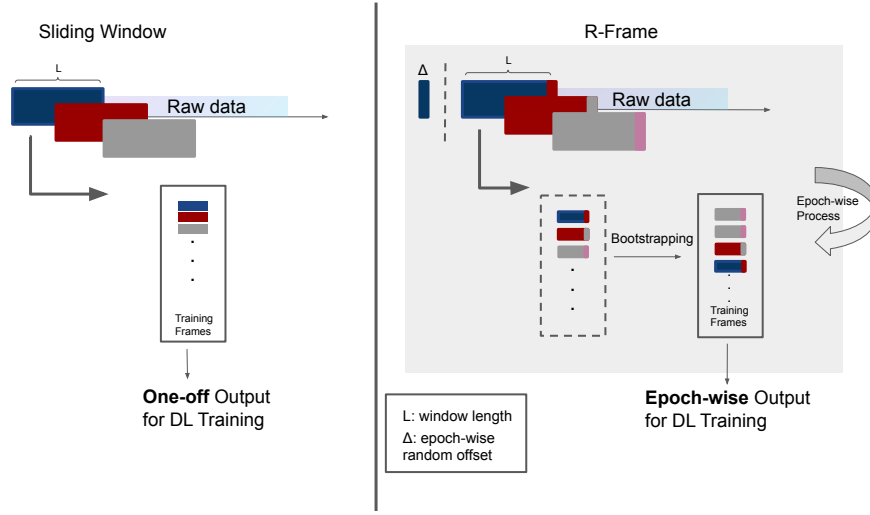 Sliding Window
L
Raw data
Training
Frames
One-off Output
for DL Training
R-Frame
Δ
L
Raw data
Epoch-wise
Process
Bootstrapping
Training
Frames
Epoch-wise Output
for DL Training
L: window length
Δ: epoch-wise
random offset